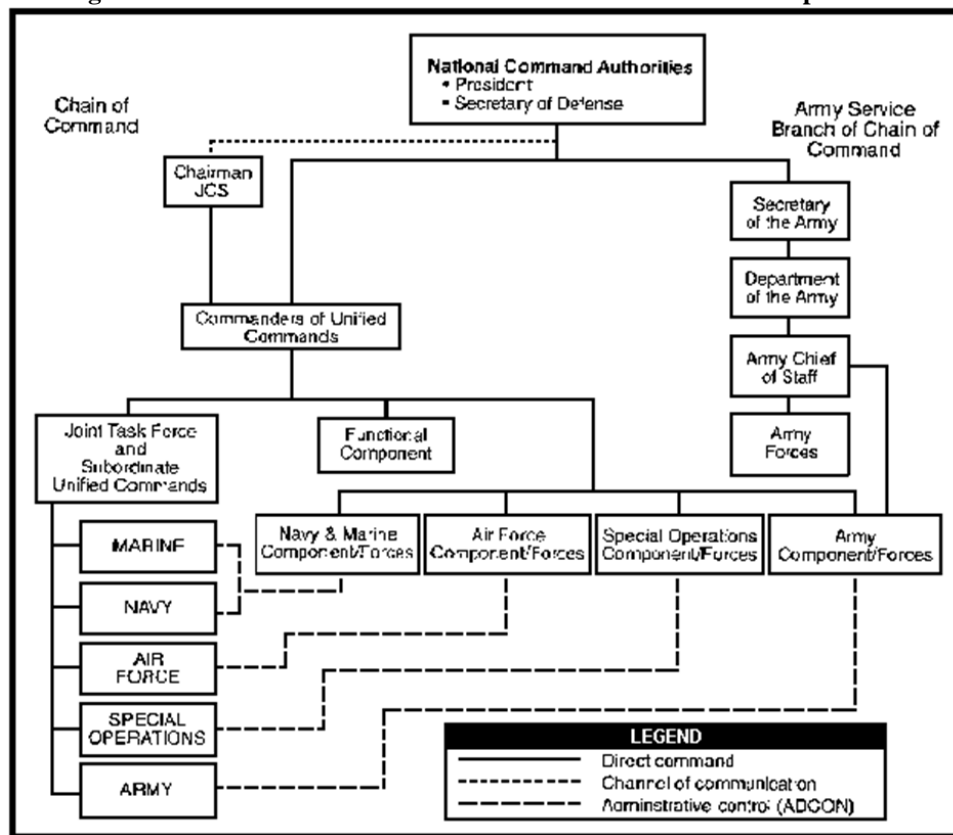 National Command Authorities
• President
• Secretary of Defense
Chain of
Command
Army Service
Branch of Chain of
Command
Chairman
JCS
Secretary
of the Army
Department
of the Army
Commanders of Unified
Commands
Army Chief
of Staff
Joint Task Force
and
Subordinate
Unified Commands
Functional
Component
Army
Forces
Navy & Marine
Component/Forces
Air Force
Component/Forces
Special Operations
Component/Forces
Army
Component/Forces
MARINE
NAVY
AIR
FORCE
SPECIAL
OPERATIONS
ARMY
LEGEND
Direct command
Channel of communication
Adminstrative control (ADCON)